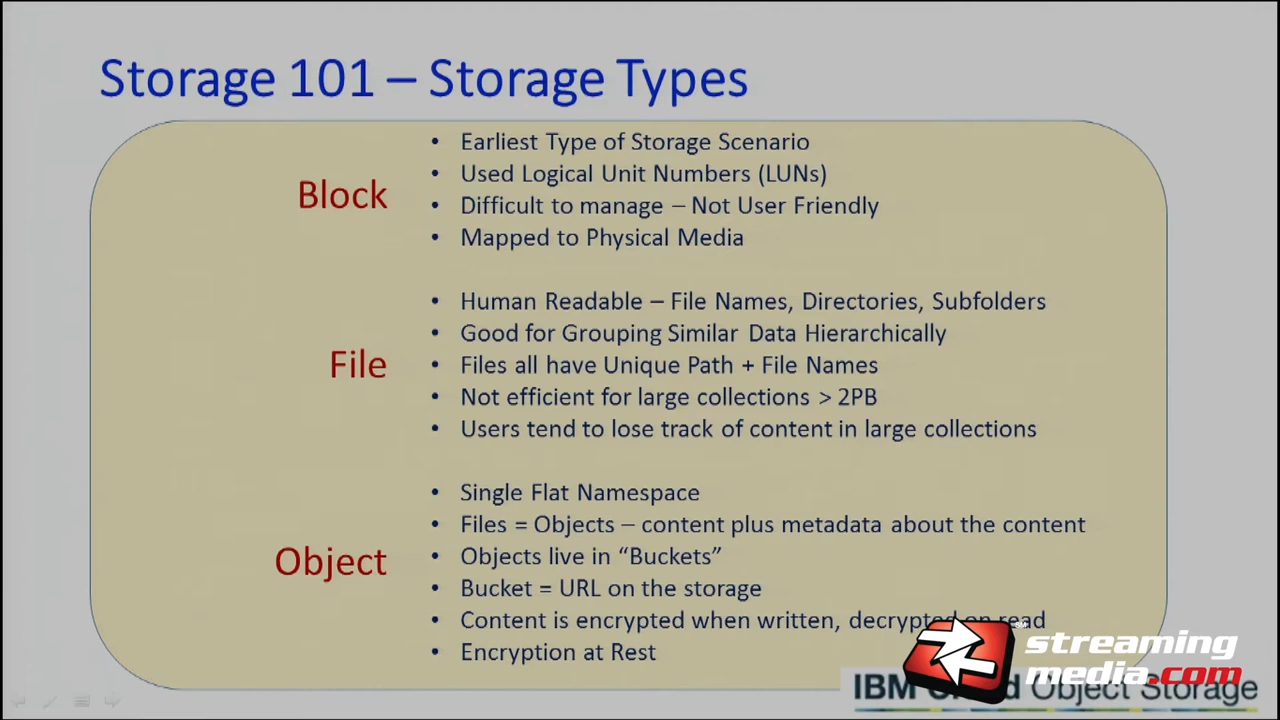 Storage 101 – Storage Types
Block
• Earliest Type of Storage Scenario
• Used Logical Unit Numbers (LUNs)
• Difficult to manage – Not User Friendly
• Mapped to Physical Media
File
• Human Readable – File Names, Directories, Subfolders
• Good for Grouping Similar Data Hierarchically
• Files all have Unique Path + File Names
• Not efficient for large collections > 2PB
• Users tend to lose track of content in large collections
Object
• Single Flat Namespace
• Files = Objects – content plus metadata about the content
• Objects live in “Buckets”
• Bucket = URL on the storage
• Content is encrypted when written, decrypted on read
• Encryption at Rest
streaming
media.com
IBM Cloud Object Storage